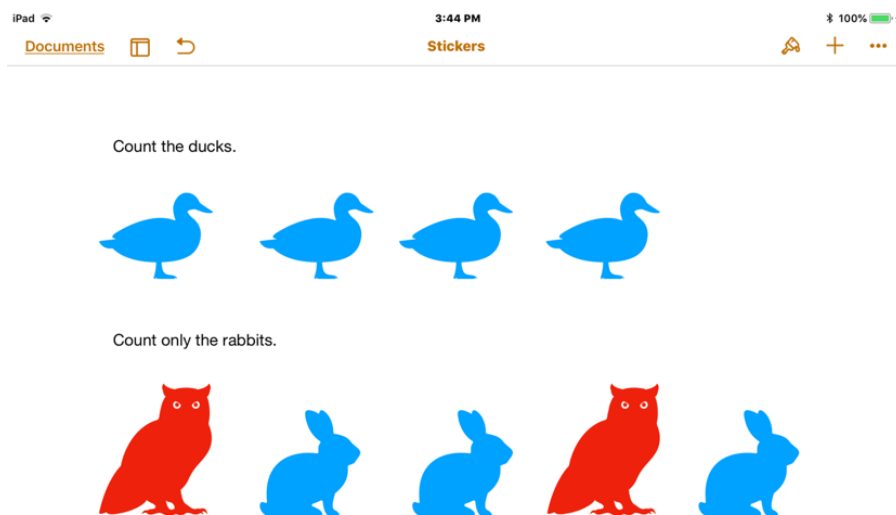 iPad 3:44 PM 100%
Documents Stickers
Count the ducks.
Count only the rabbits.